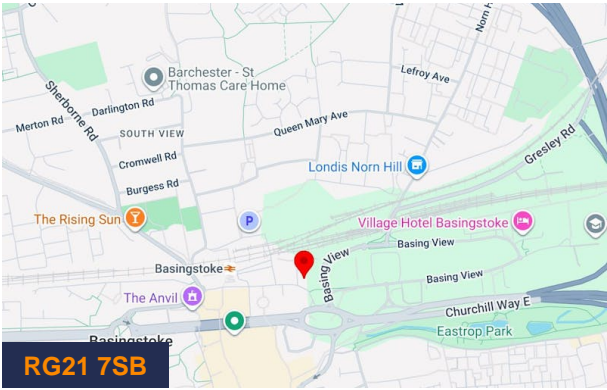 Norn H
Barchester - St
Thomas Care Home
Lefroy Ave
Sherborne Rd
Darlington Rd
Merton Rd
SOUTH VIEW
Queen Mary Ave
Gresley Rd
Cromwell Rd
Londis Norn Hill
Burgess Rd
The Rising Sun
P
Village Hotel Basingstoke
Basing View
Basing View
Basingstoke
Basing View
The Anvil
Churchill Way E
Eastrop Park
Basingstoke
RG21 7SB